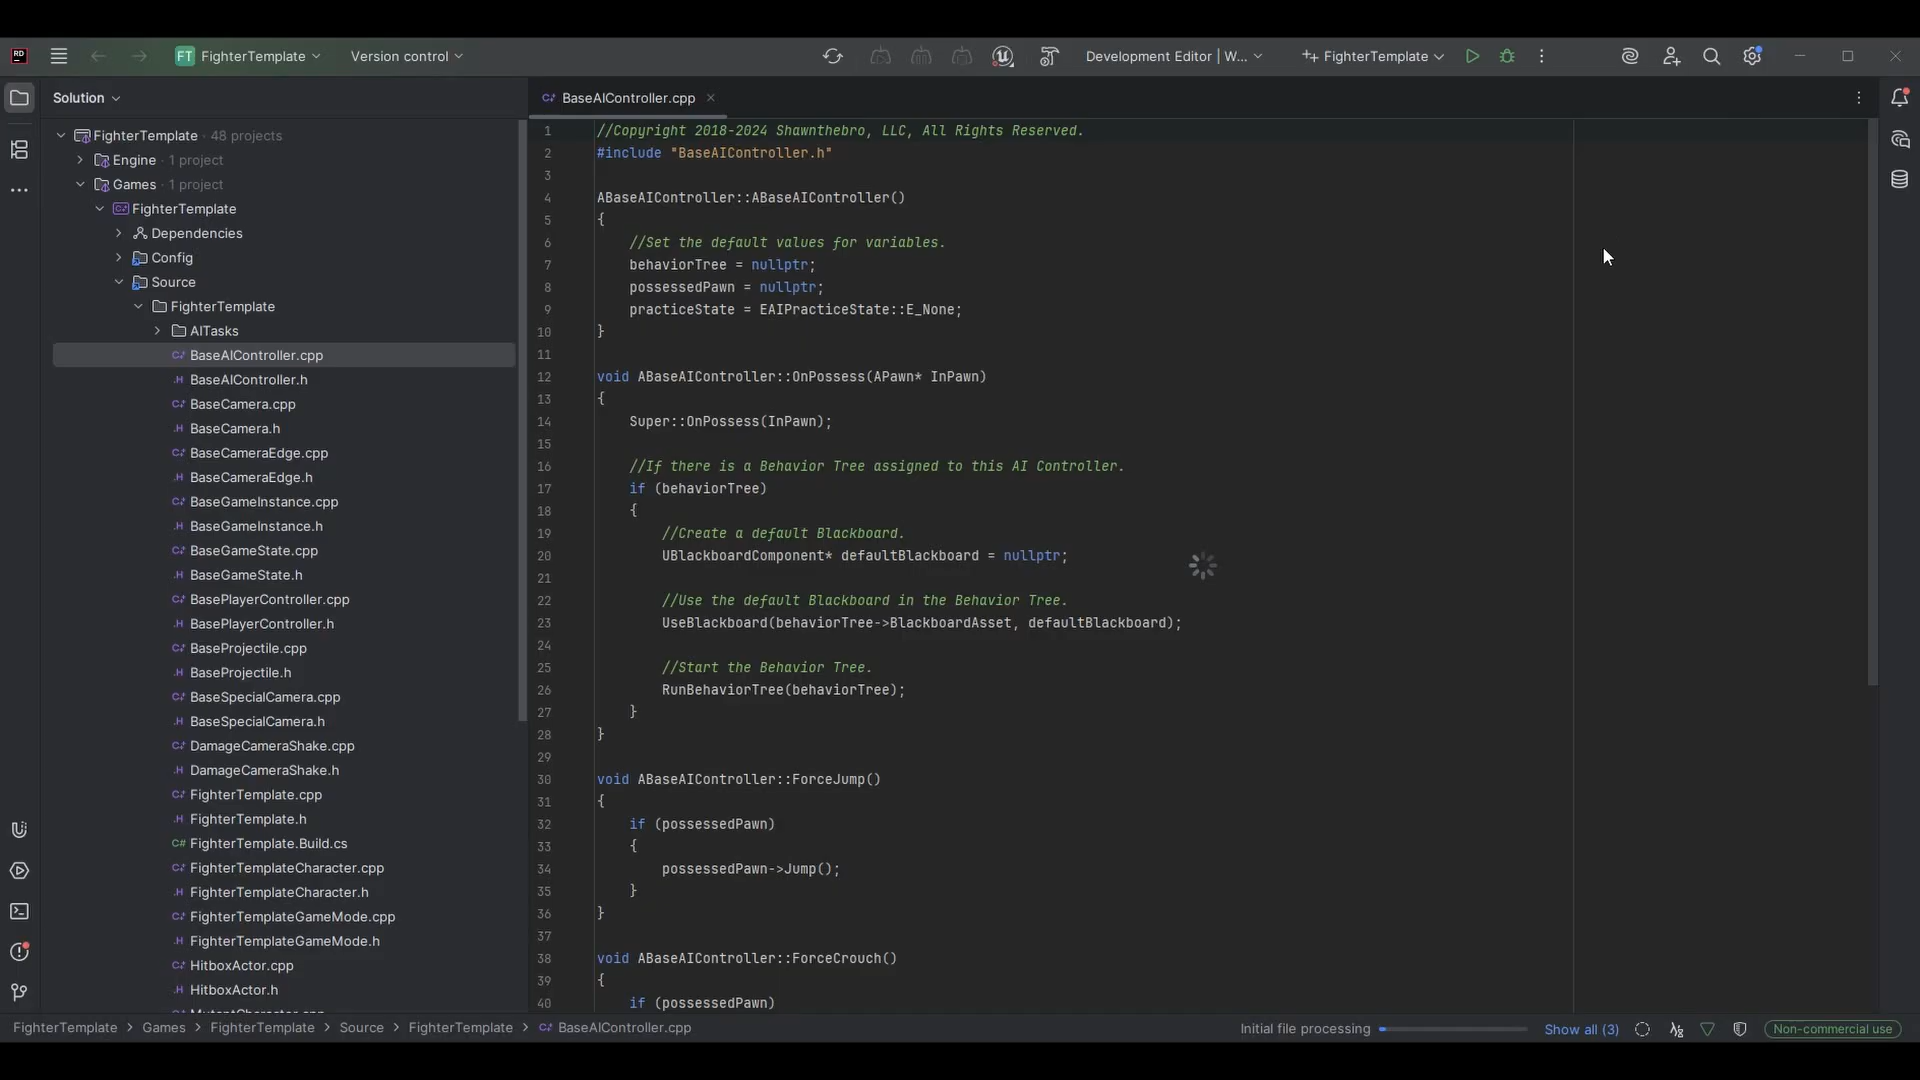 RD FT FighterTemplate Version control Development Editor | W... FighterTemplate
Solution
FighterTemplate · 48 projects
Engine · 1 project
Games · 1 project
FighterTemplate
Dependencies
Config
Source
FighterTemplate
AITasks
BaseAIController.cpp
BaseAIController.h
BaseCamera.cpp
BaseCamera.h
BaseCameraEdge.cpp
BaseCameraEdge.h
BaseGameInstance.cpp
BaseGameInstance.h
BaseGameState.cpp
BaseGameState.h
BasePlayerController.cpp
BasePlayerController.h
BaseProjectile.cpp
BaseProjectile.h
BaseSpecialCamera.cpp
BaseSpecialCamera.h
DamageCameraShake.cpp
DamageCameraShake.h
FighterTemplate.cpp
FighterTemplate.h
C# FighterTemplate.Build.cs
FighterTemplateCharacter.cpp
FighterTemplateCharacter.h
FighterTemplateGameMode.cpp
FighterTemplateGameMode.h
HitboxActor.cpp
HitboxActor.h
BaseAIController.cpp
1 //Copyright 2018-2024 Shawnthebro, LLC, All Rights Reserved.
2 #include "BaseAIController.h"
3
4 ABaseAIController::ABaseAIController()
5 {
6 //Set the default values for variables.
7 behaviorTree = nullptr;
8 possessedPawn = nullptr;
9 practiceState = EAIPracticeState::E_None;
10 }
11
12 void ABaseAIController::OnPossess(APawn* InPawn)
13 {
14 Super::OnPossess(InPawn);
15
16 //If there is a Behavior Tree assigned to this AI Controller.
17 if (behaviorTree)
18 {
19 //Create a default Blackboard.
20 UBlackboardComponent* defaultBlackboard = nullptr;
21
22 //Use the default Blackboard in the Behavior Tree.
23 UseBlackboard(behaviorTree->BlackboardAsset, defaultBlackboard);
24
25 //Start the Behavior Tree.
26 RunBehaviorTree(behaviorTree);
27 }
28 }
29
30 void ABaseAIController::ForceJump()
31 {
32 if (possessedPawn)
33 {
34 possessedPawn->Jump();
35 }
36 }
37
38 void ABaseAIController::ForceCrouch()
39 {
40 if (possessedPawn)
FighterTemplate > Games > FighterTemplate > Source > FighterTemplate > BaseAIController.cpp Initial file processing Show all (3) Non-commercial use